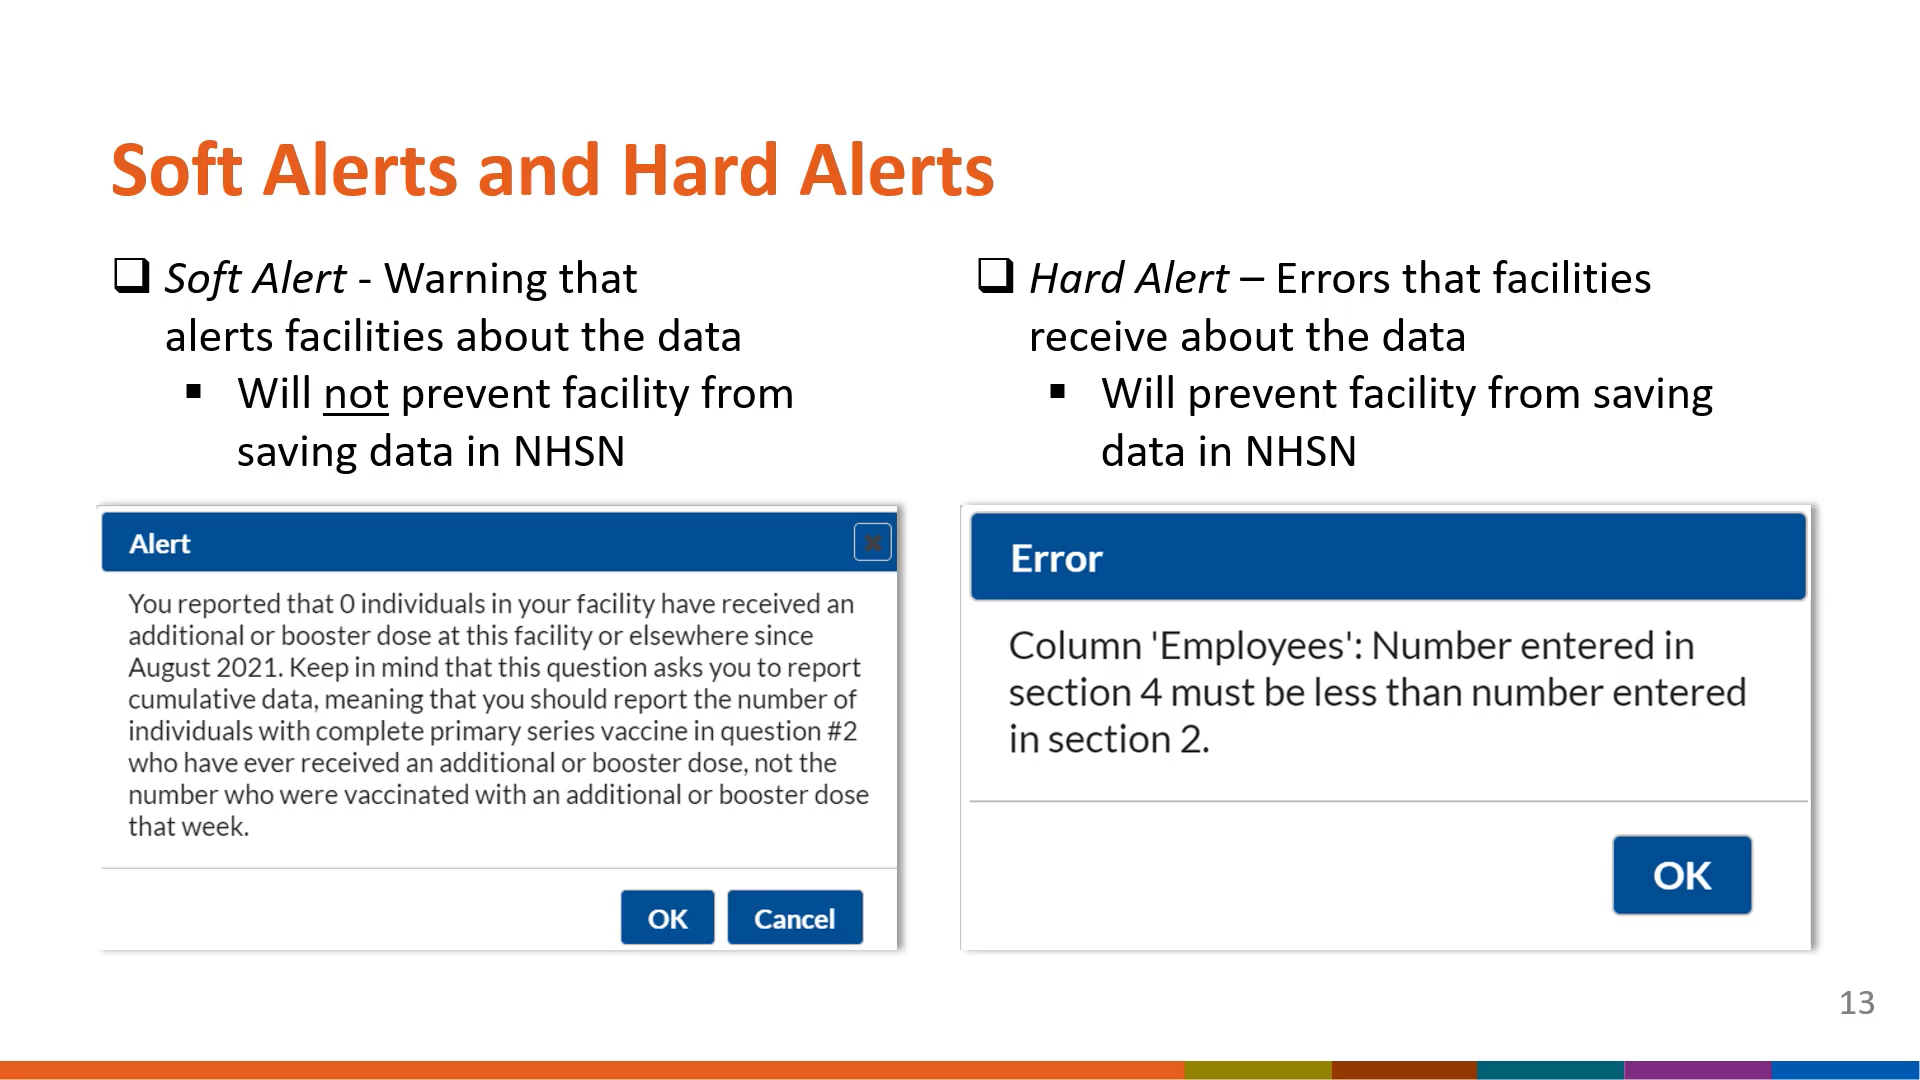 Soft Alerts and Hard Alerts
❑ Soft Alert - Warning that
alerts facilities about the data
▪ Will not prevent facility from
saving data in NHSN
Alert
You reported that 0 individuals in your facility have received an
additional or booster dose at this facility or elsewhere since
August 2021. Keep in mind that this question asks you to report
cumulative data, meaning that you should report the number of
individuals with complete primary series vaccine in question #2
who have ever received an additional or booster dose, not the
number who were vaccinated with an additional or booster dose
that week.
OK
Cancel
❑ Hard Alert – Errors that facilities
receive about the data
▪ Will prevent facility from saving
data in NHSN
Error
Column 'Employees': Number entered in
section 4 must be less than number entered
in section 2.
OK
13